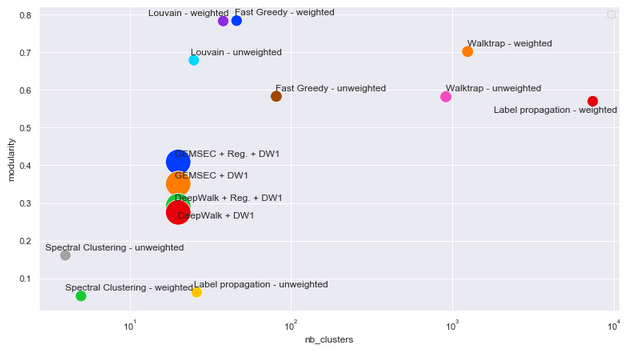 0.8
0.7
0.6
0.5
0.4
0.3
0.2
0.1
modularity
Louvain - weighted
Fast Greedy - weighted
Louvain - unweighted
Walktrap - weighted
Fast Greedy - unweighted
Walktrap - unweighted
Label propagation - weighted
GEMSEC + Reg. + DW1
GEMSEC + DW1
DeepWalk + Reg. + DW1
DeepWalk + DW1
Spectral Clustering - unweighted
Spectral Clustering - weighted
Label propagation - unweighted
10¹
10²
10³
10⁴
nb_clusters